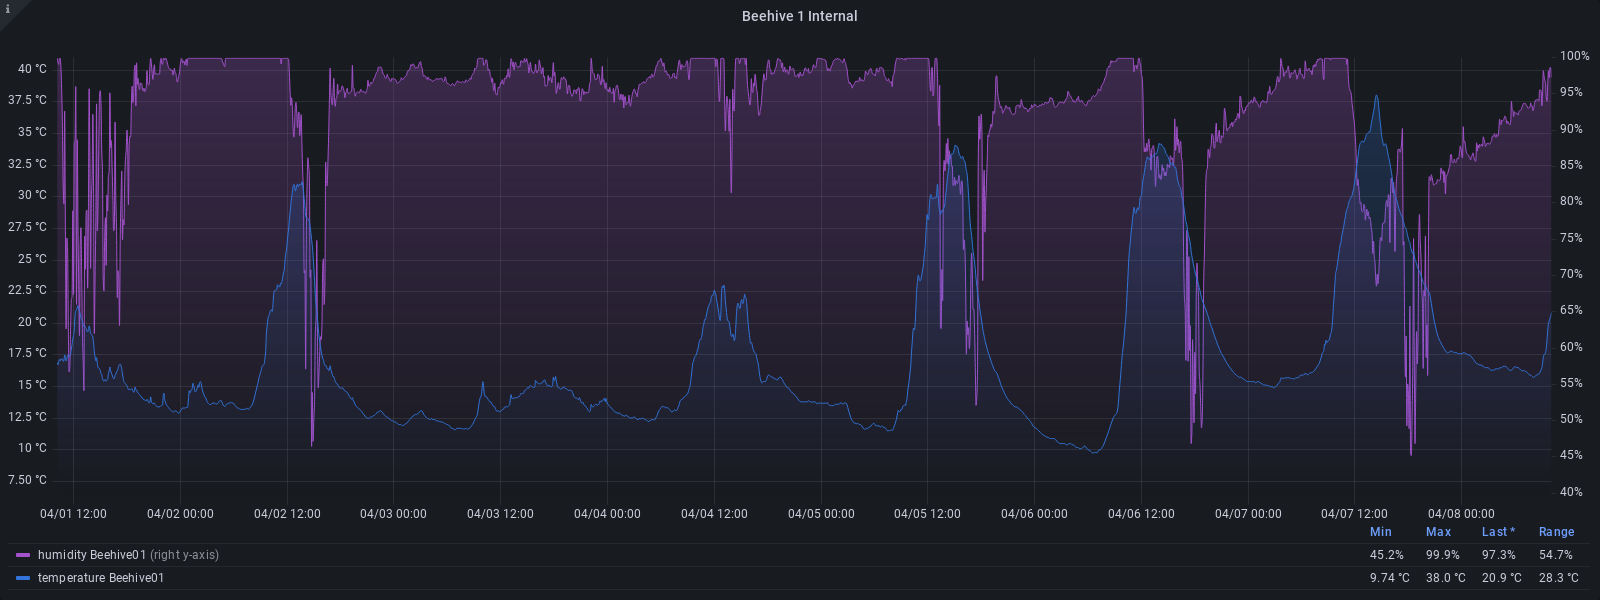 i
Beehive 1 Internal
40 °C
37.5 °C
35 °C
32.5 °C
30 °C
27.5 °C
25 °C
22.5 °C
20 °C
17.5 °C
15 °C
12.5 °C
10 °C
7.50 °C
100%
95%
90%
85%
80%
75%
70%
65%
60%
55%
50%
45%
40%
04/01 12:00 04/02 00:00 04/02 12:00 04/03 00:00 04/03 12:00 04/04 00:00 04/04 12:00 04/05 00:00 04/05 12:00 04/06 00:00 04/06 12:00 04/07 00:00 04/07 12:00 04/08 00:00
Min Max Last * Range
humidity Beehive01 (right y-axis) 45.2% 99.9% 97.3% 54.7%
temperature Beehive01 9.74 °C 38.0 °C 20.9 °C 28.3 °C